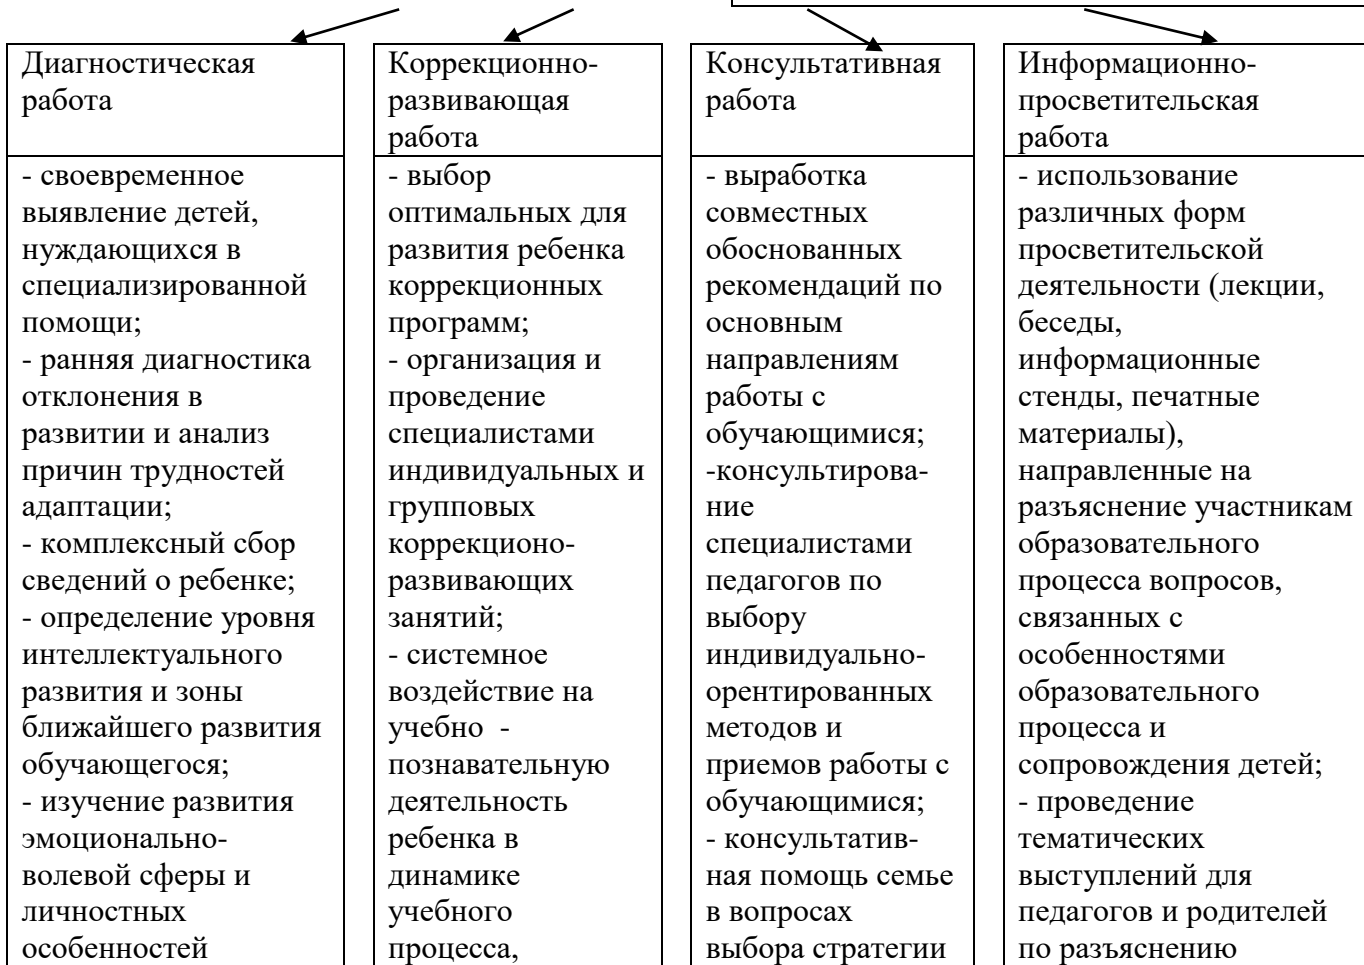 Диагностическая
работа
- своевременное
выявление детей,
нуждающихся в
специализированной
помощи;
- ранняя диагностика
отклонения в
развитии и анализ
причин трудностей
адаптации;
- комплексный сбор
сведений о ребенке;
- определение уровня
интеллектуального
развития и зоны
ближайшего развития
обучающегося;
- изучение развития
эмоционально-
волевой сферы и
личностных
особенностей
Коррекционно-
развивающая
работа
- выбор
оптимальных для
развития ребенка
коррекционных
программ;
- организация и
проведение
специалистами
индивидуальных и
групповых
коррекционо-
развивающих
занятий;
- системное
воздействие на
учебно -
познавательную
деятельность
ребенка в
динамике
учебного
процесса,
Консультативная
работа
- выработка
совместных
обоснованных
рекомендаций по
основным
направлениям
работы с
обучающимися;
-консультирова-
ние
специалистами
педагогов по
выбору
индивидуально-
орентированных
методов и
приемов работы с
обучающимися;
- консультатив-
ная помощь семье
в вопросах
выбора стратегии
Информационно-
просветительская
работа
- использование
различных форм
просветительской
деятельности (лекции,
беседы,
информационные
стенды, печатные
материалы),
направленные на
разъяснение участникам
образовательного
процесса вопросов,
связанных с
особенностями
образовательного
процесса и
сопровождения детей;
- проведение
тематических
выступлений для
педагогов и родителей
по разъяснению